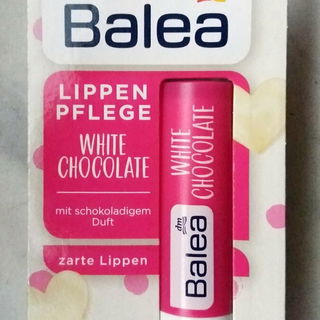 Balea
LIPPEN
PFLEGE
WHITE
CHOCOLATE
mit schokoladigem
Duft
zarte Lippen
WHITE
CHOCOLATE
dm
Balea